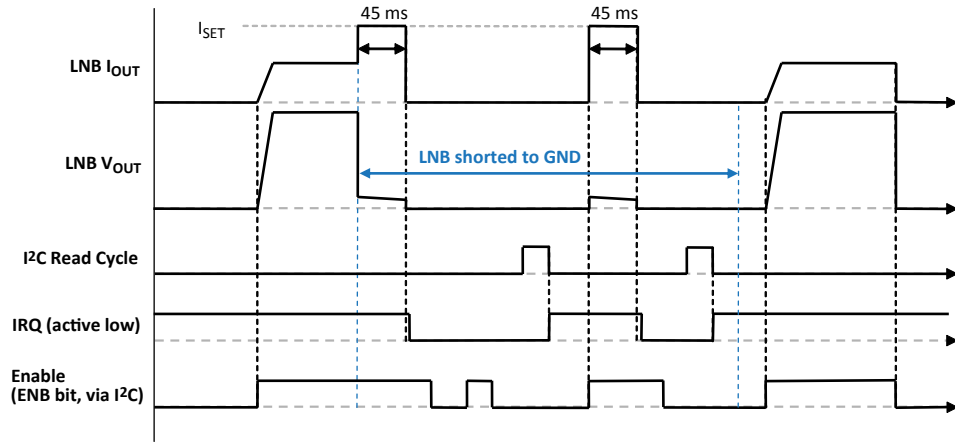 45 ms
45 ms
ISET
LNB IOUT
LNB VOUT
LNB shorted to GND
I2C Read Cycle
IRQ (active low)
Enable
(ENB bit, via I2C)